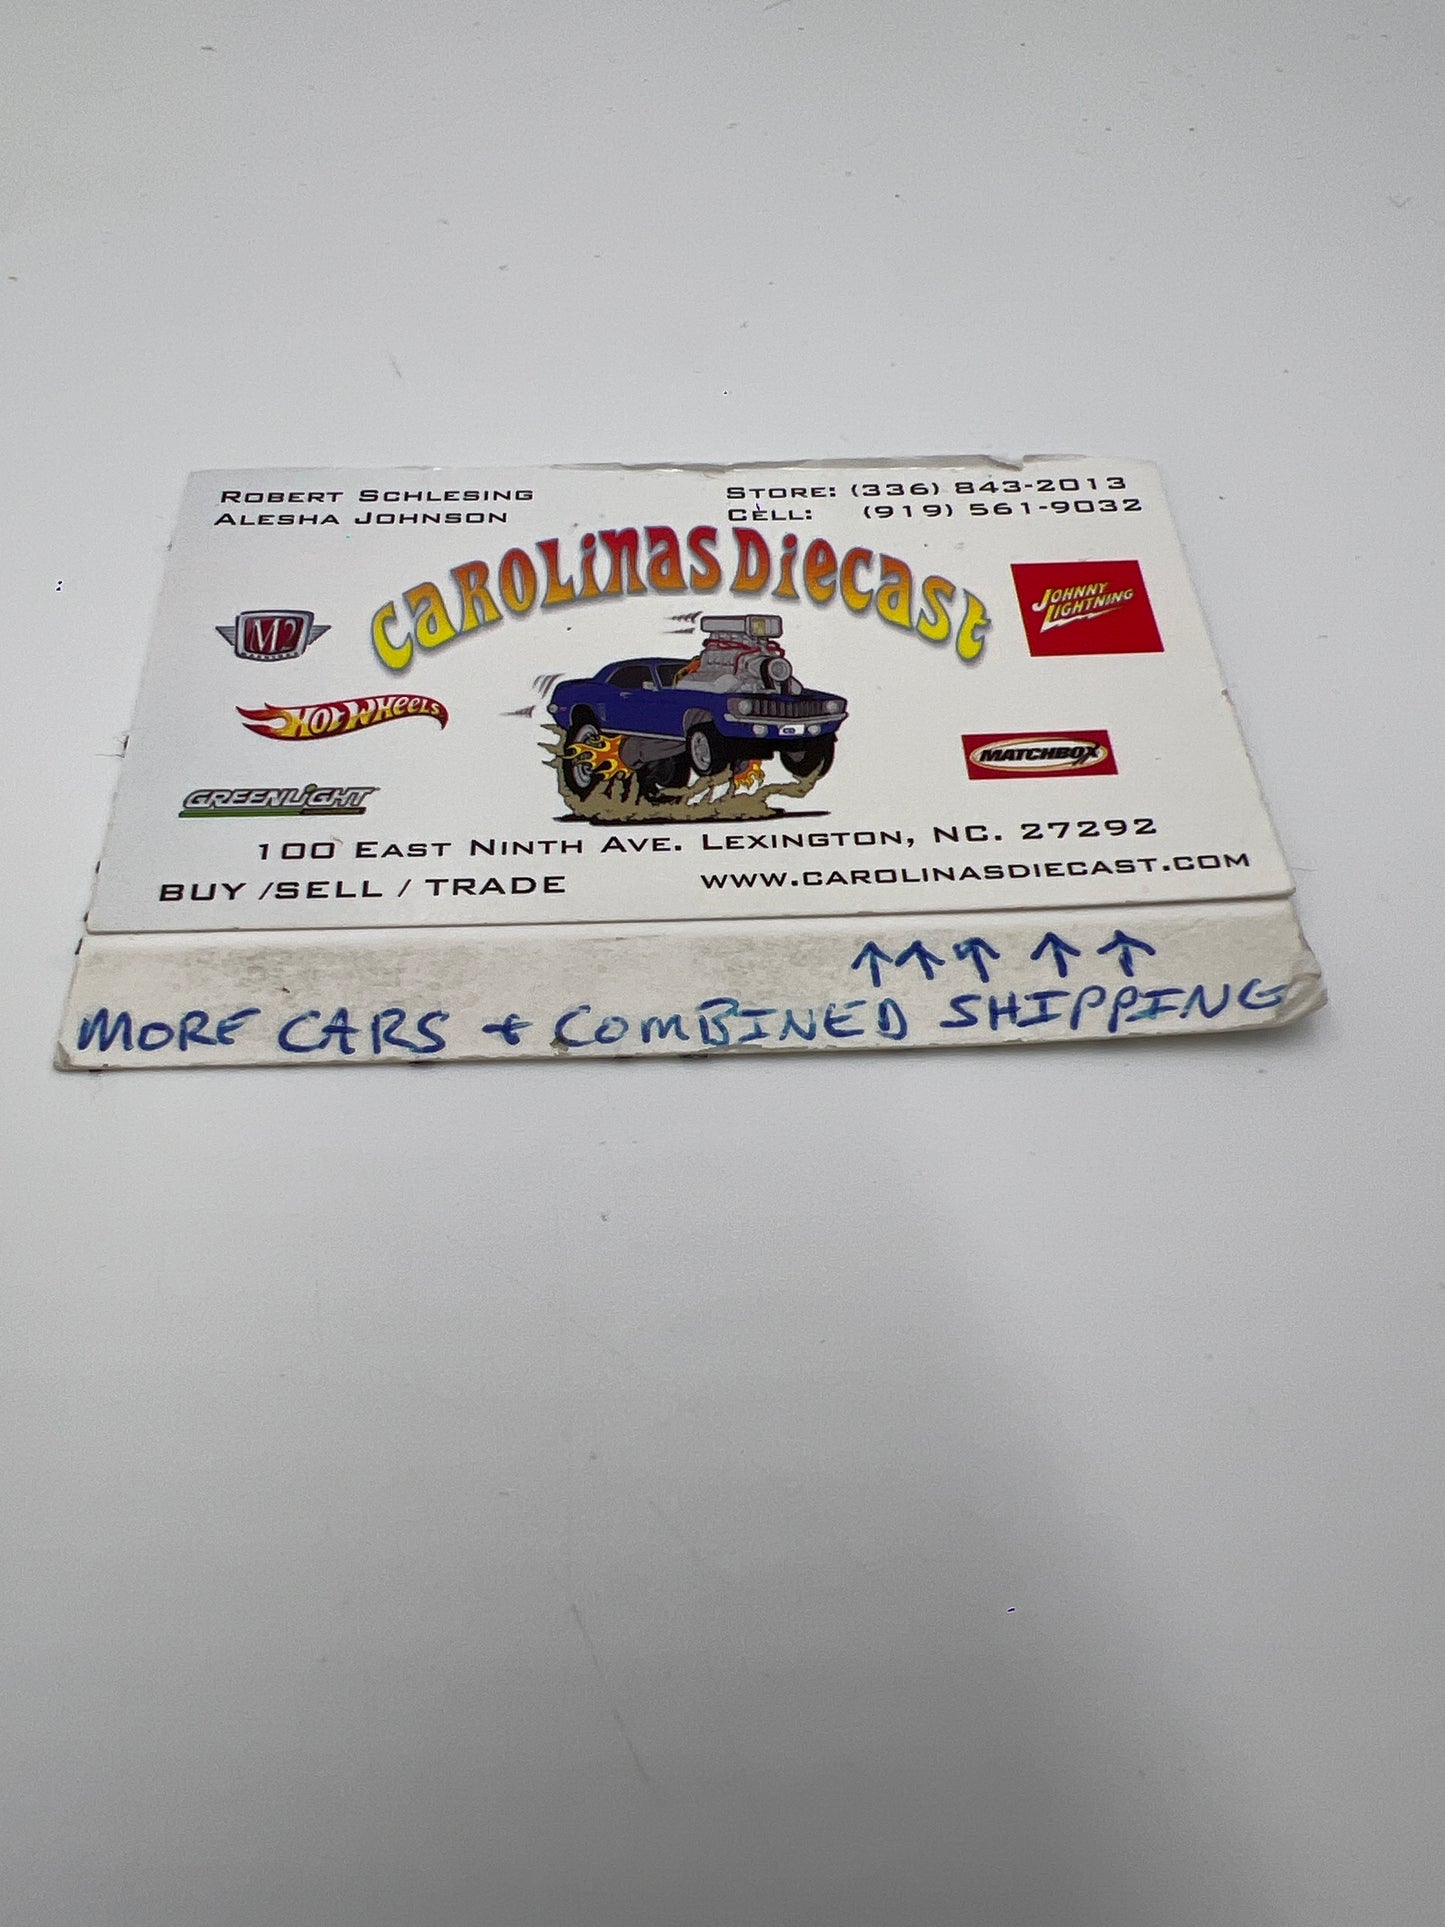 ROBERT SCHLESING
ALESHA JOHNSON
STORE: (336) 843-2013
CELL: (919) 561-9032
CAROLINAS DIECAST
M2
JOHNNY
LIGHTNING
HOT WHEELS
MATCHBOX
GREENLIGHT
100 EAST NINTH AVE. LEXINGTON, NC. 27292
BUY /SELL / TRADE
WWW.CAROLINASDIECAST.COM
↑↑↑↑↑
MORE CARS + COMBINED SHIPPING